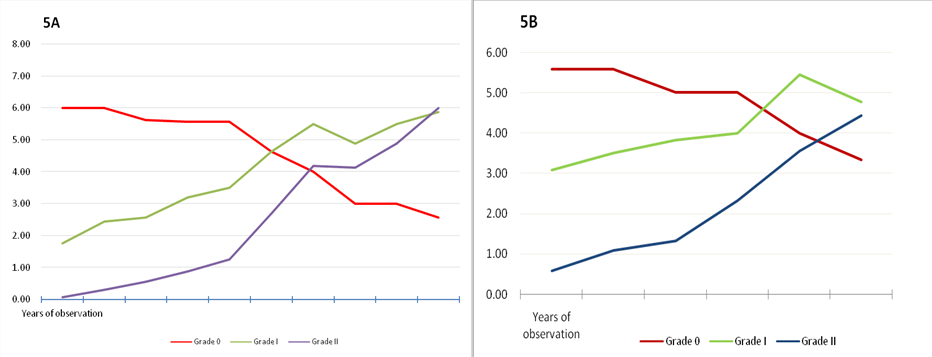 5A
8.00
7.00
6.00
5.00
4.00
3.00
2.00
1.00
0.00
Years of observation
Grade 0 Grade I Grade II
5B
6.00
5.00
4.00
3.00
2.00
1.00
0.00
Years of
observation
Grade 0 Grade I Grade II